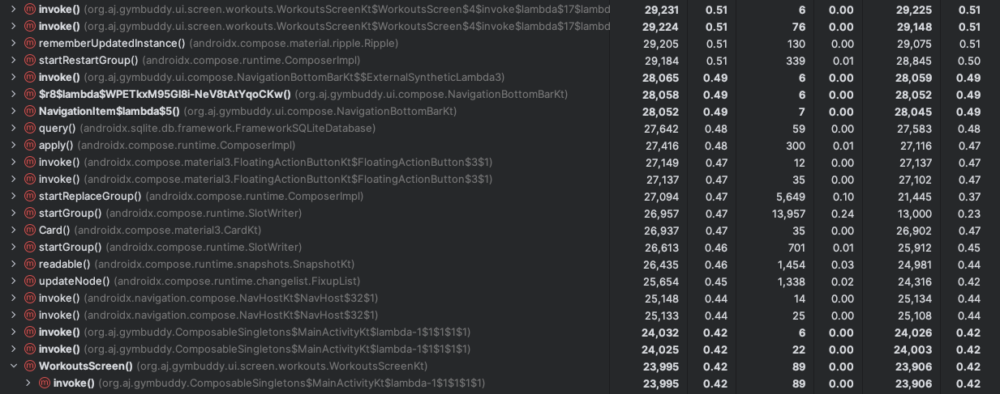 invoke() (org.aj.gymbuddy.ui.screen.workouts.WorkoutsScreenKt$WorkoutsScreen$4$invoke$lambda$17$lambd 29,231 0.51 6 0.00 29,225 0.51
invoke() (org.aj.gymbuddy.ui.screen.workouts.WorkoutsScreenKt$WorkoutsScreen$4$invoke$lambda$17$lambd 29,224 0.51 76 0.00 29,148 0.51
rememberUpdatedInstance() (androidx.compose.material.ripple.Ripple) 29,205 0.51 130 0.00 29,075 0.51
startRestartGroup() (androidx.compose.runtime.ComposerImpl) 29,184 0.51 339 0.01 28,845 0.50
invoke() (org.aj.gymbuddy.ui.compose.NavigationBottomBarKt$$ExternalSyntheticLambda3) 28,065 0.49 6 0.00 28,059 0.49
$r8$lambda$WPETkxM95Gl8i-NeV8tAtYqoCKw() (org.aj.gymbuddy.ui.compose.NavigationBottomBarKt) 28,058 0.49 6 0.00 28,052 0.49
NavigationItem$lambda$5() (org.aj.gymbuddy.ui.compose.NavigationBottomBarKt) 28,052 0.49 7 0.00 28,045 0.49
query() (androidx.sqlite.db.framework.FrameworkSQLiteDatabase) 27,642 0.48 59 0.00 27,583 0.48
apply() (androidx.compose.runtime.ComposerImpl) 27,416 0.48 300 0.01 27,116 0.47
invoke() (androidx.compose.material3.FloatingActionButtonKt$FloatingActionButton$3$1) 27,149 0.47 12 0.00 27,137 0.47
invoke() (androidx.compose.material3.FloatingActionButtonKt$FloatingActionButton$3$1) 27,137 0.47 35 0.00 27,102 0.47
startReplaceGroup() (androidx.compose.runtime.ComposerImpl) 27,094 0.47 5,649 0.10 21,445 0.37
startGroup() (androidx.compose.runtime.SlotWriter) 26,957 0.47 13,957 0.24 13,000 0.23
Card() (androidx.compose.material3.CardKt) 26,937 0.47 35 0.00 26,902 0.47
startGroup() (androidx.compose.runtime.SlotWriter) 26,613 0.46 701 0.01 25,912 0.45
readable() (androidx.compose.runtime.snapshots.SnapshotKt) 26,435 0.46 1,454 0.03 24,981 0.44
updateNode() (androidx.compose.runtime.changelist.FixupList) 25,654 0.45 1,338 0.02 24,316 0.42
invoke() (androidx.navigation.compose.NavHostKt$NavHost$32$1) 25,148 0.44 14 0.00 25,134 0.44
invoke() (androidx.navigation.compose.NavHostKt$NavHost$32$1) 25,133 0.44 25 0.00 25,108 0.44
invoke() (org.aj.gymbuddy.ComposableSingletons$MainActivityKt$lambda-1$1$1$1$1) 24,032 0.42 6 0.00 24,026 0.42
invoke() (org.aj.gymbuddy.ComposableSingletons$MainActivityKt$lambda-1$1$1$1$1) 24,025 0.42 22 0.00 24,003 0.42
WorkoutsScreen() (org.aj.gymbuddy.ui.screen.workouts.WorkoutsScreenKt) 23,995 0.42 89 0.00 23,906 0.42
invoke() (org.aj.gymbuddy.ComposableSingletons$MainActivityKt$lambda-1$1$1$1$1) 23,995 0.42 89 0.00 23,906 0.42